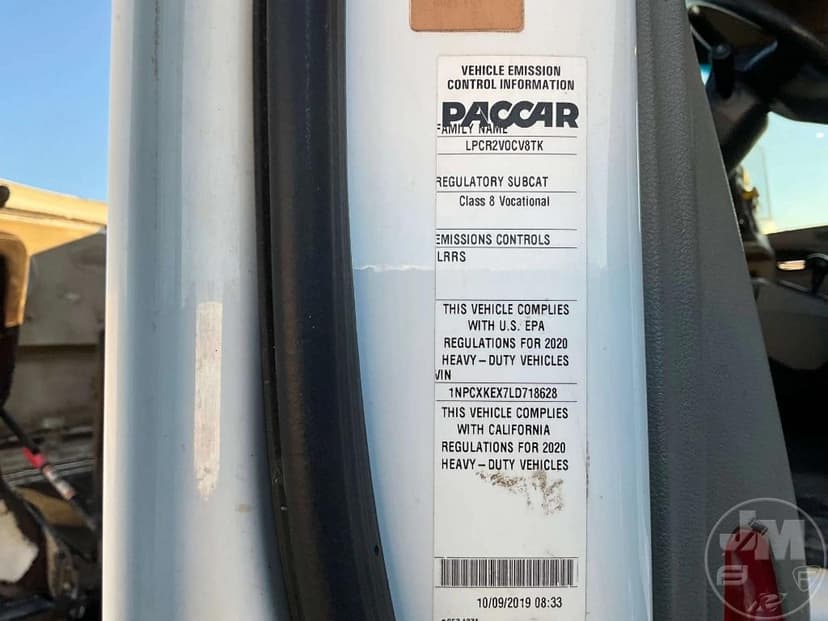 VEHICLE EMISSION
CONTROL INFORMATION
PACCAR
FAMILY NAME
LPCR2VOCV8TK
REGULATORY SUBCAT
Class 8 Vocational
EMISSIONS CONTROLS
LRRS
THIS VEHICLE COMPLIES
WITH U.S. EPA
REGULATIONS FOR 2020
HEAVY-DUTY VEHICLES
VIN
1NPCXKEX7LD718628
THIS VEHICLE COMPLIES
WITH CALIFORNIA
REGULATIONS FOR 2020
HEAVY-DUTY VEHICLES
10/09/2019 08:33
JM